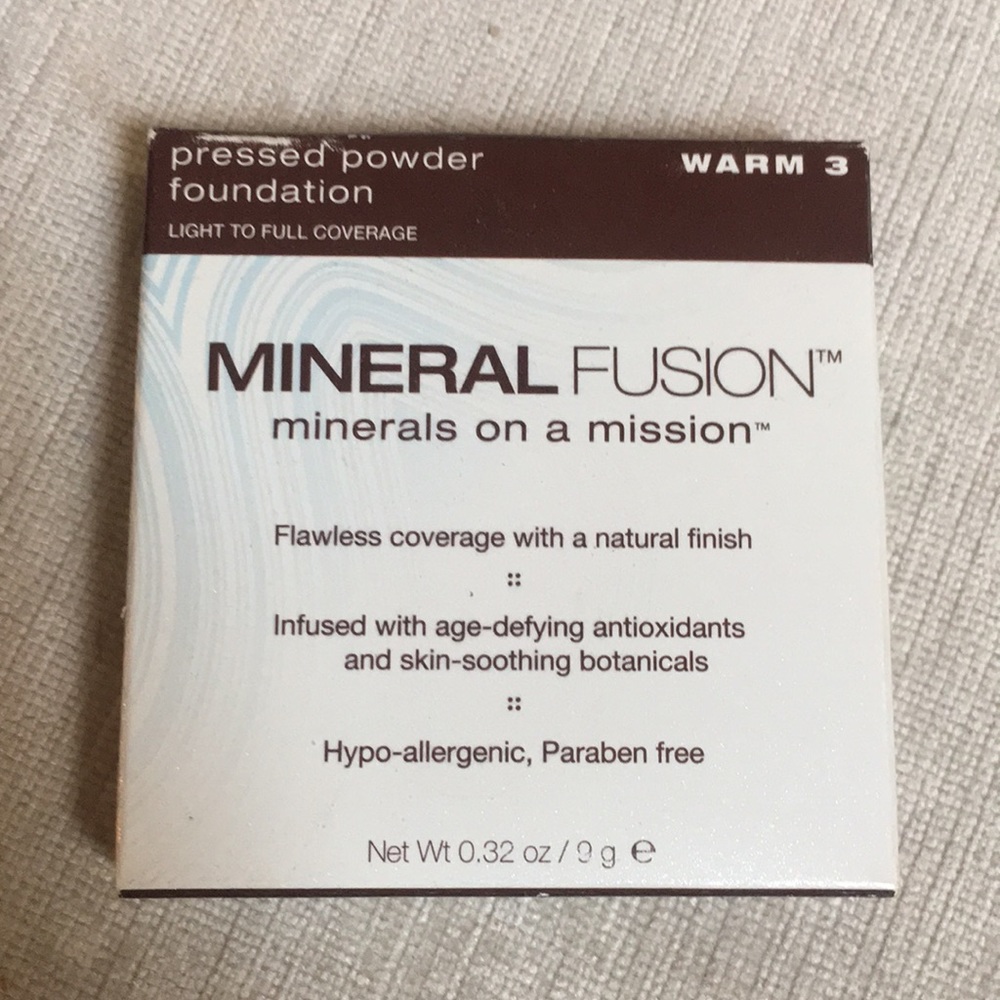 pressed powder
foundation
LIGHT TO FULL COVERAGE
WARM 3
MINERAL FUSION™
minerals on a mission™
Flawless coverage with a natural finish
Infused with age-defying antioxidants
and skin-soothing botanicals
Hypo-allergenic, Paraben free
Net Wt 0.32 oz / 9 g ℮